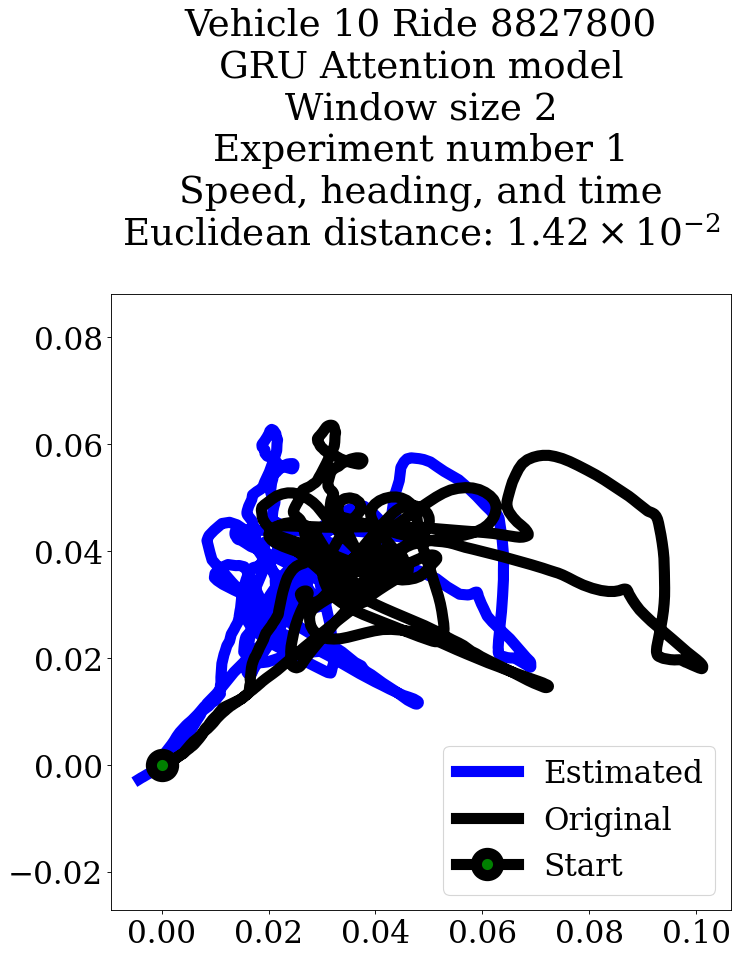 Vehicle 10 Ride 8827800
GRU Attention model
Window size 2
Experiment number 1
Speed, heading, and time
Euclidean distance: 1.42 × 10⁻²
0.08
0.06
0.04
0.02
0.00
−0.02
0.00 0.02 0.04 0.06 0.08 0.10
Estimated
Original
Start